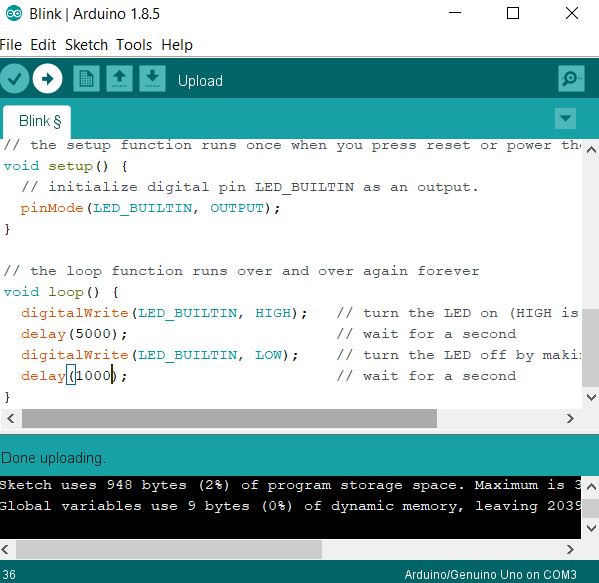 Blink | Arduino 1.8.5
File Edit Sketch Tools Help
Upload
Blink §
// the setup function runs once when you press reset or power the
void setup() {
  // initialize digital pin LED_BUILTIN as an output.
  pinMode(LED_BUILTIN, OUTPUT);
}
// the loop function runs over and over again forever
void loop() {
  digitalWrite(LED_BUILTIN, HIGH);   // turn the LED on (HIGH is
  delay(5000);                       // wait for a second
  digitalWrite(LED_BUILTIN, LOW);    // turn the LED off by maki
  delay(1000);                       // wait for a second
}
Done uploading.
Sketch uses 948 bytes (2%) of program storage space. Maximum is 3
Global variables use 9 bytes (0%) of dynamic memory, leaving 2039
36 Arduino/Genuino Uno on COM3